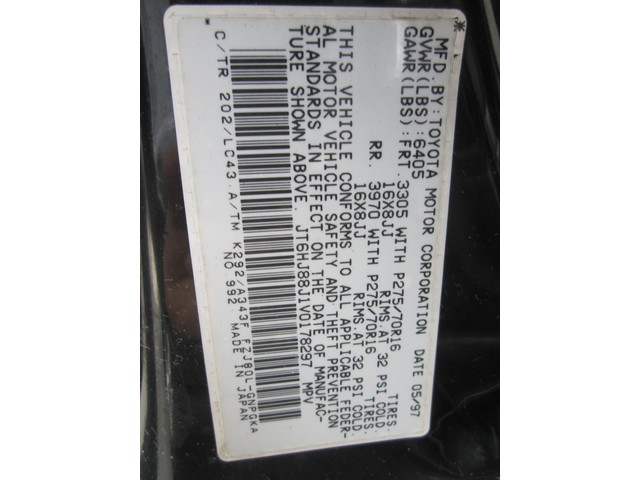 MFD.BY:TOYOTA MOTOR CORPORATION DATE 05/97
GVWR(LBS):6405
GAWR(LBS):FRT. 3305 WITH P275/70R16 TIRES.
16X8JJ RIMS.AT 32 PSI COLD.
RR. 3970 WITH P275/70R16 TIRES.
16X8JJ RIMS.AT 32 PSI COLD.
THIS VEHICLE CONFORMS TO ALL APPLICABLE FEDER-
AL MOTOR VEHICLE SAFETY AND THEFT PREVENTION
STANDARDS IN EFFECT ON THE DATE OF MANUFAC-
TURE SHOWN ABOVE. JT6HJ88J1V0178297 MPV
*
C/TR 202/LC43.A/TM K292/A343F FZJ80L-GNPGKA
NO 992 MADE IN JAPAN